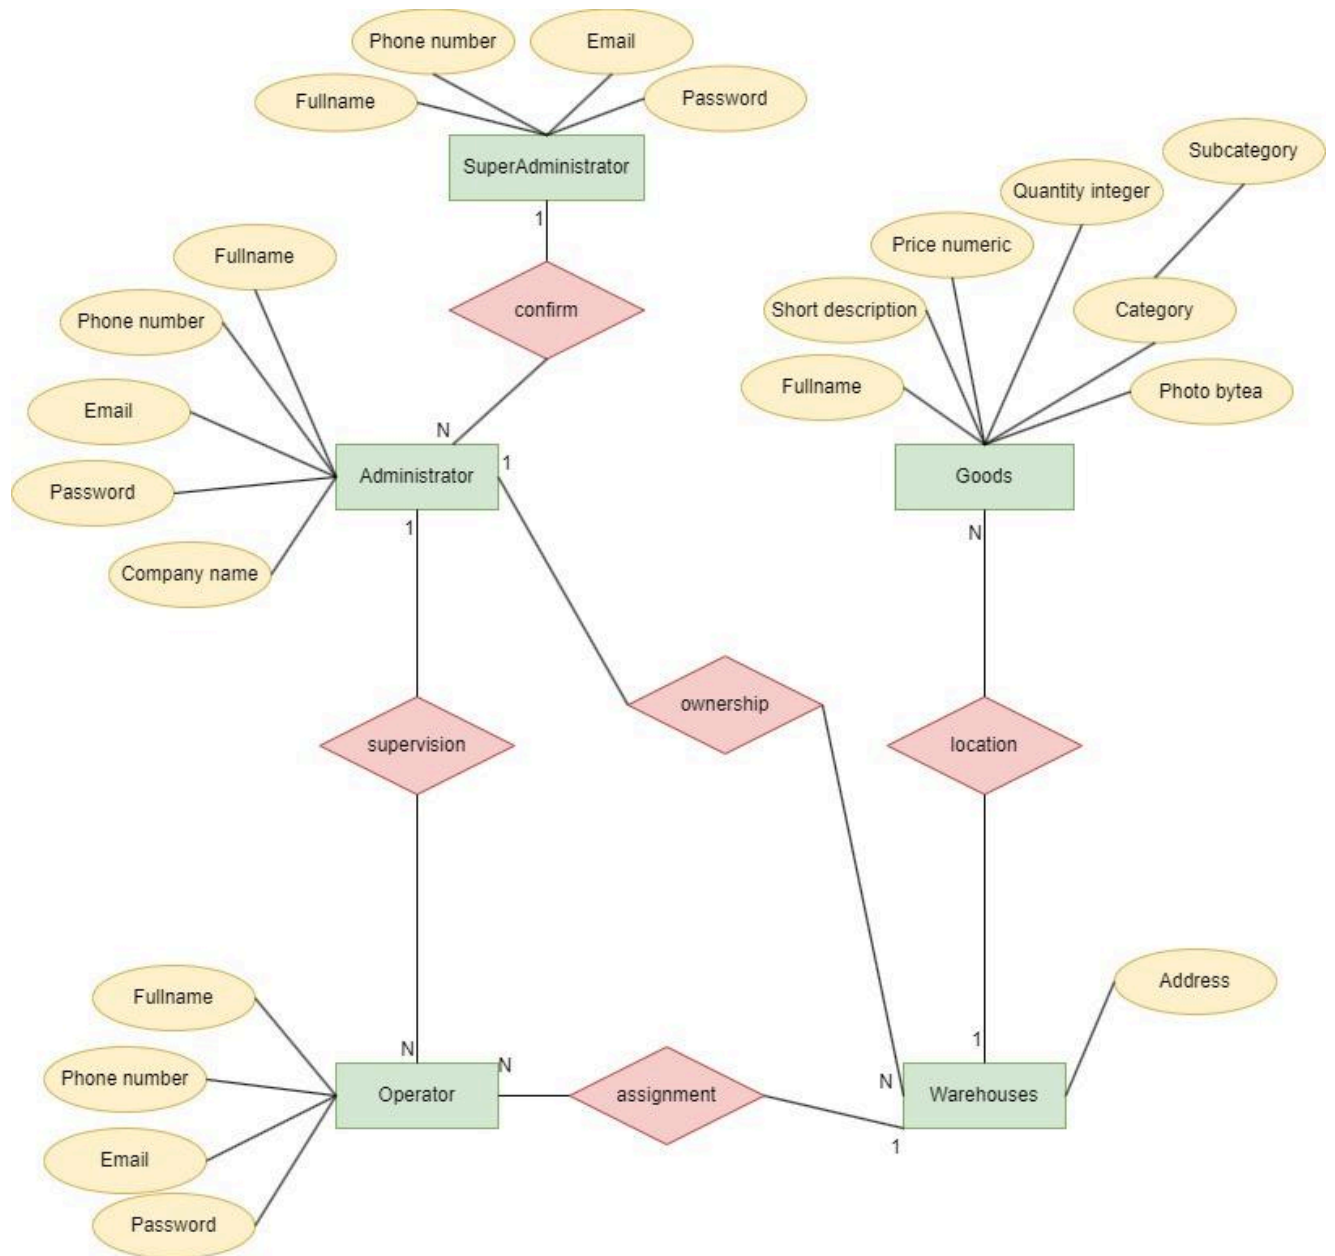 Phone number
Email
Fullname
Password
SuperAdministrator
1
Subcategory
Quantity integer
Fullname
Price numeric
confirm
Short description
Category
Phone number
Fullname
Photo bytea
Email
N
1
Administrator
Goods
Password
1
N
Company name
ownership
supervision
location
Fullname
Address
N
N
1
Phone number
N
Operator
assignment
Warehouses
1
Email
Password